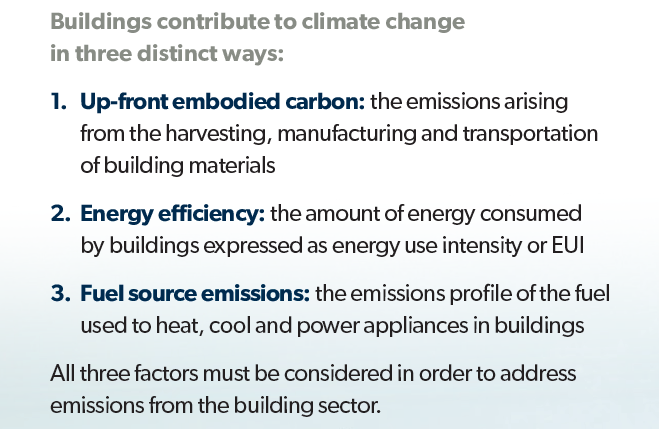 Buildings contribute to climate change
in three distinct ways:
1. Up-front embodied carbon: the emissions arising
from the harvesting, manufacturing and transportation
of building materials
2. Energy efficiency: the amount of energy consumed
by buildings expressed as energy use intensity or EUI
3. Fuel source emissions: the emissions profile of the fuel
used to heat, cool and power appliances in buildings
All three factors must be considered in order to address
emissions from the building sector.